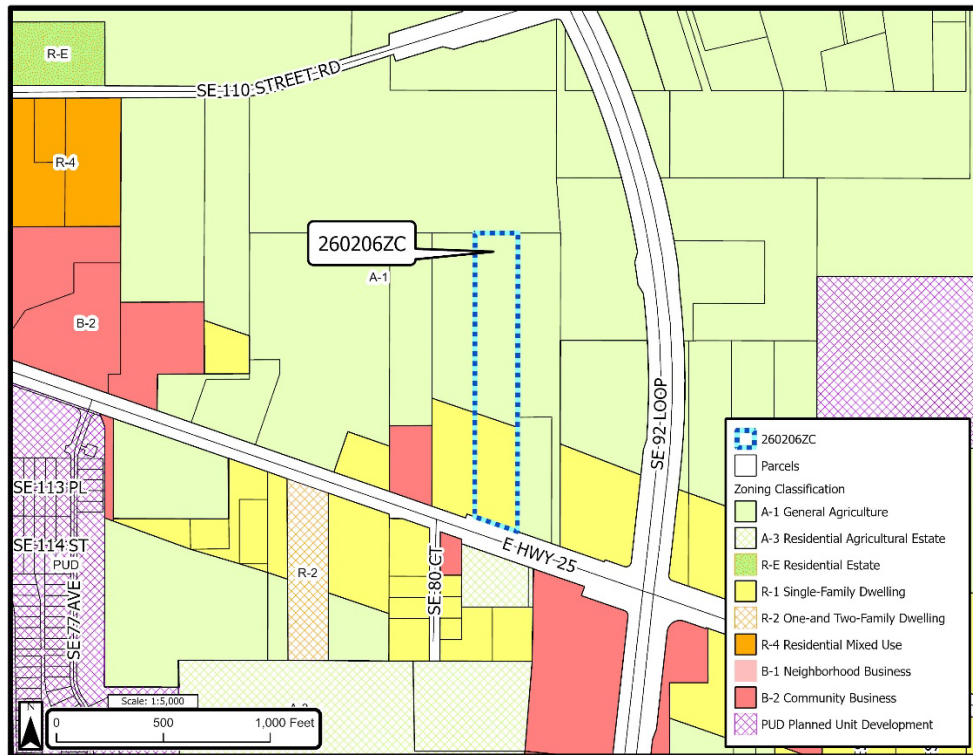 R-E
SE 110 STREET RD
R-4
260206ZC
A-1
B-2
SE 92 LOOP
SE 113 PL
SE 114 ST
PUD
SE 77 AVE
R-2
SE 80 CT
E HWY 25
260206ZC
Parcels
Zoning Classification
A-1 General Agriculture
A-3 Residential Agricultural Estate
R-E Residential Estate
R-1 Single-Family Dwelling
R-2 One-and Two-Family Dwelling
R-4 Residential Mixed Use
B-1 Neighborhood Business
B-2 Community Business
PUD Planned Unit Development
N
Scale: 1:5,000
0 500 1,000 Feet